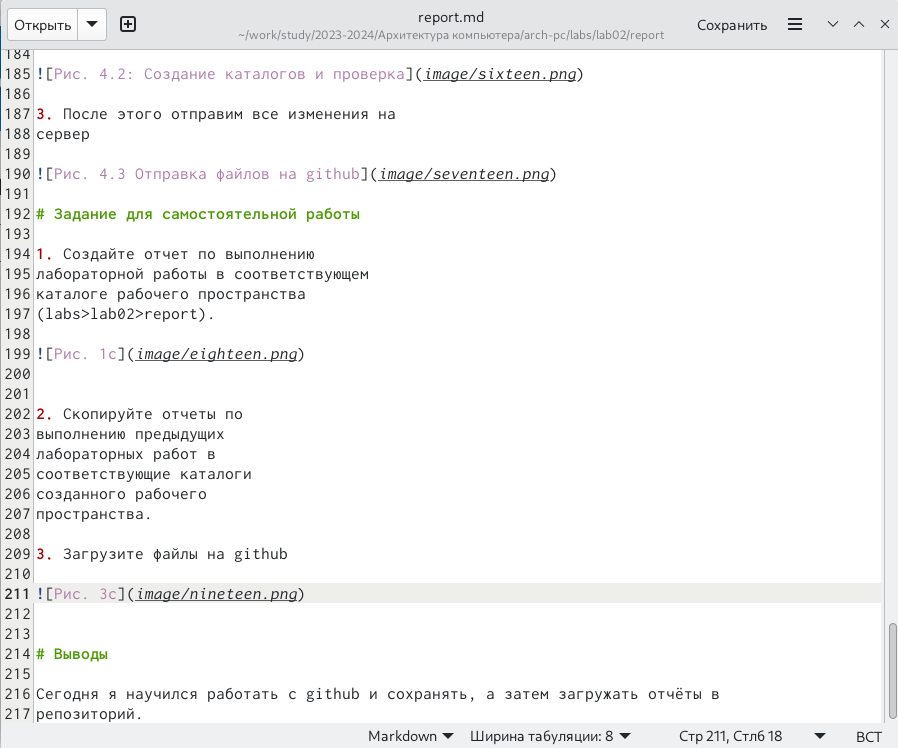 Открыть
report.md
~/work/study/2023-2024/Архитектура компьютера/arch-pc/labs/lab02/report
Сохранить
184
185 ![Рис. 4.2: Создание каталогов и проверка](image/sixteen.png)
186
187 3. После этого отправим все изменения на
188 сервер
189
190 ![Рис. 4.3 Отправка файлов на github](image/seventeen.png)
191
192 # Задание для самостоятельной работы
193
194 1. Создайте отчет по выполнению
195 лабораторной работы в соответствующем
196 каталоге рабочего пространства
197 (labs>lab02>report).
198
199 ![Рис. 1с](image/eighteen.png)
200
201
202 2. Скопируйте отчеты по
203 выполнению предыдущих
204 лабораторных работ в
205 соответствующие каталоги
206 созданного рабочего
207 пространства.
208
209 3. Загрузите файлы на github
210
211 ![Рис. 3с](image/nineteen.png)
212
213
214 # Выводы
215
216 Сегодня я научился работать с github и сохранять, а затем загружать отчёты в
217 репозиторий.
Markdown
Ширина табуляции: 8
Стр 211, Стлб 18
ВСТ